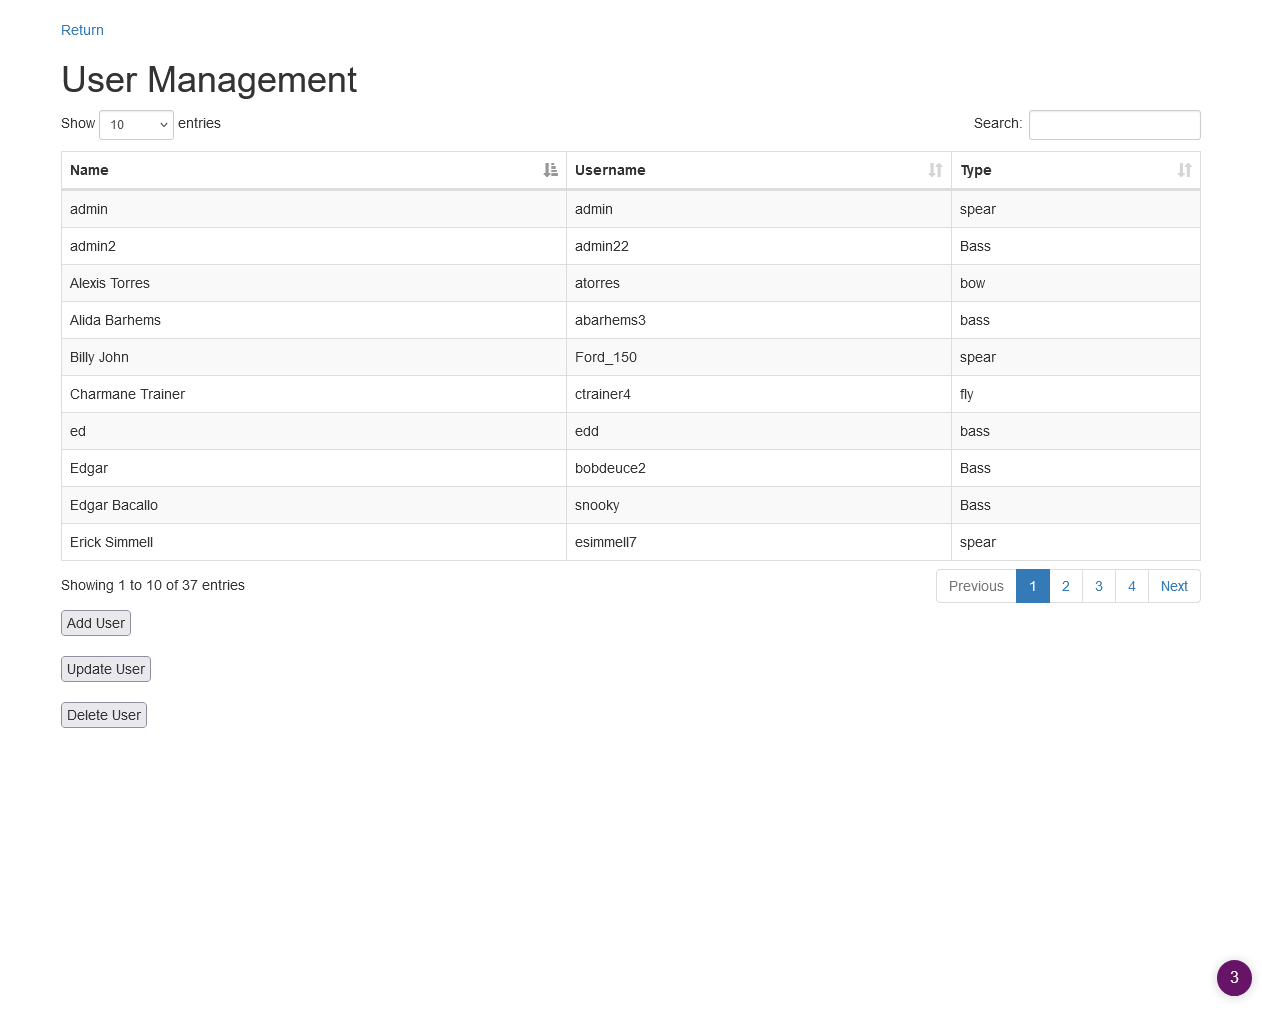 Return
User Management
Show 10 entries Search:
Name Username Type
admin admin spear
admin2 admin22 Bass
Alexis Torres atorres bow
Alida Barhems abarhems3 bass
Billy John Ford_150 spear
Charmane Trainer ctrainer4 fly
ed edd bass
Edgar bobdeuce2 Bass
Edgar Bacallo snooky Bass
Erick Simmell esimmell7 spear
Showing 1 to 10 of 37 entries Previous 1 2 3 4 Next
Add User
Update User
Delete User
3